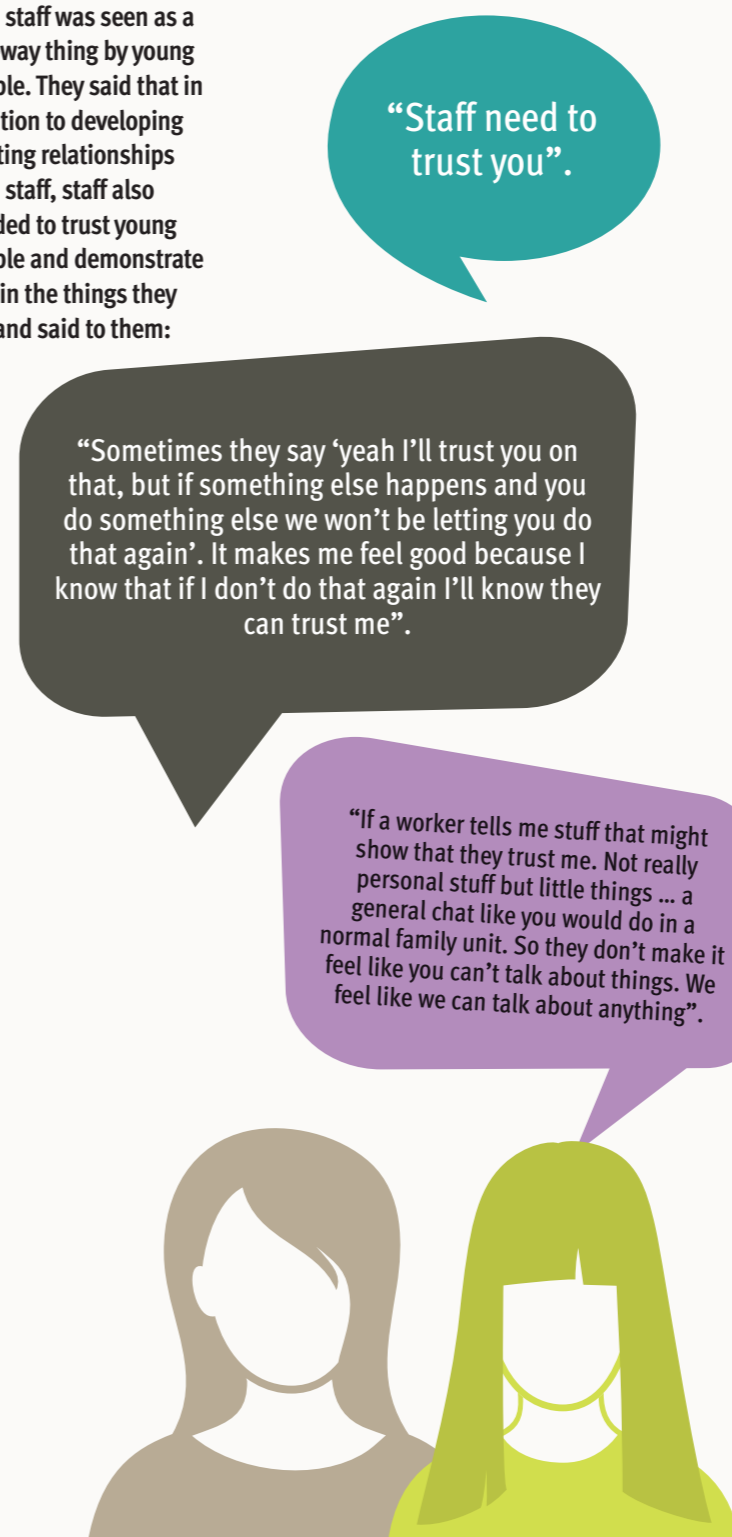 staff was seen as a
way thing by young
ple. They said that in
tion to developing
ting relationships
staff, staff also
ded to trust young
ple and demonstrate
in the things they
and said to them:
“Staff need to
trust you”.
“Sometimes they say ‘yeah I’ll trust you on
that, but if something else happens and you
do something else we won’t be letting you do
that again’. It makes me feel good because I
know that if I don’t do that again I’ll know they
can trust me”.
“If a worker tells me stuff that might
show that they trust me. Not really
personal stuff but little things ... a
general chat like you would do in a
normal family unit. So they don’t make it
feel like you can’t talk about things. We
feel like we can talk about anything”.